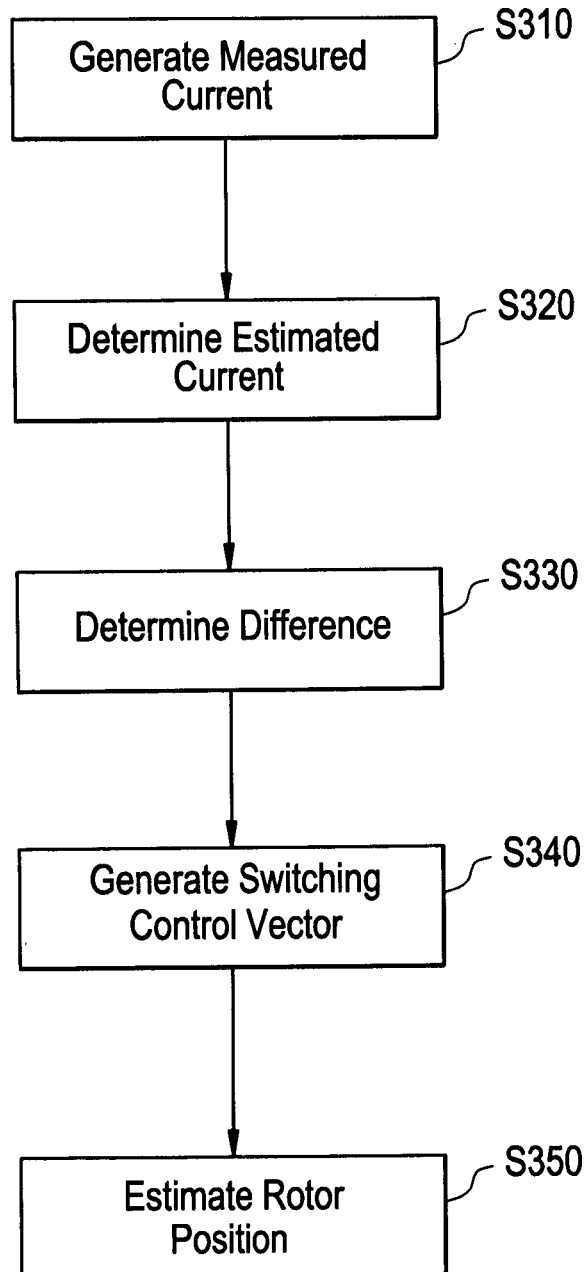 S310
Generate Measured
Current
S320
Determine Estimated
Current
S330
Determine Difference
S340
Generate Switching
Control Vector
S350
Estimate Rotor
Position